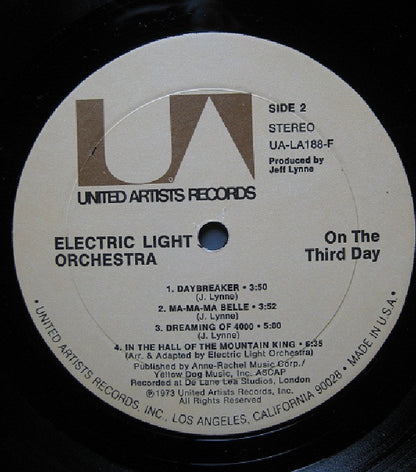 UA
UNITED ARTISTS RECORDS
SIDE 2
STEREO
UA-LA188-F
Produced by
Jeff Lynne
ELECTRIC LIGHT
ORCHESTRA
On The
Third Day
1. DAYBREAKER • 3:50
(J. Lynne)
2. MA-MA-MA BELLE • 3:52
(J. Lynne)
3. DREAMING OF 4000 • 5:00
(J. Lynne)
4. IN THE HALL OF THE MOUNTAIN KING • 6:35
(Arr. & Adapted by Electric Light Orchestra)
Published by Anne-Rachel Music Corp./
Yellow Dog Music, Inc. ASCAP
Recorded at De Lane Lea Studios, London
℗1973 United Artists Records, Inc.
All Rights Reserved
• UNITED ARTISTS RECORDS, INC., LOS ANGELES, CALIFORNIA 90028 • MADE IN U.S.A. •